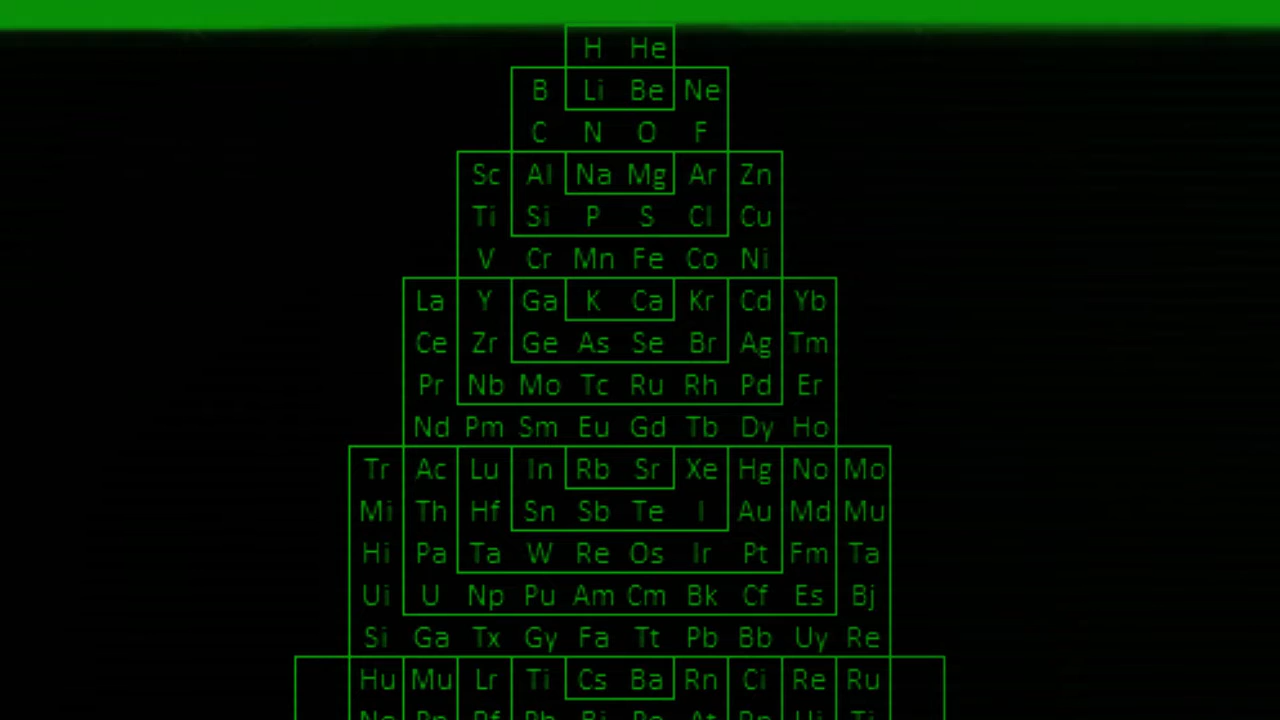 H He
B Li Be Ne
C N O F
Sc Al Na Mg Ar Zn
Ti Si P S Cl Cu
V Cr Mn Fe Co Ni
La Y Ga K Ca Kr Cd Yb
Ce Zr Ge As Se Br Ag Tm
Pr Nb Mo Tc Ru Rh Pd Er
Nd Pm Sm Eu Gd Tb Dy Ho
Tr Ac Lu In Rb Sr Xe Hg No Mo
Mi Th Hf Sn Sb Te I Au Md Mu
Hi Pa Ta W Re Os Ir Pt Fm Ta
Ui U Np Pu Am Cm Bk Cf Es Bj
Si Ga Tx Gy Fa Tt Pb Bb Uy Re
Hu Mu Lr Ti Cs Ba Rn Ci Re Ru